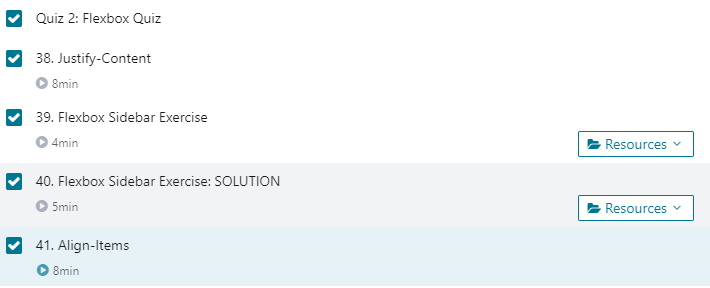 Quiz 2: Flexbox Quiz
38. Justify-Content
8min
39. Flexbox Sidebar Exercise
4min
Resources
40. Flexbox Sidebar Exercise: SOLUTION
5min
Resources
41. Align-Items
8min